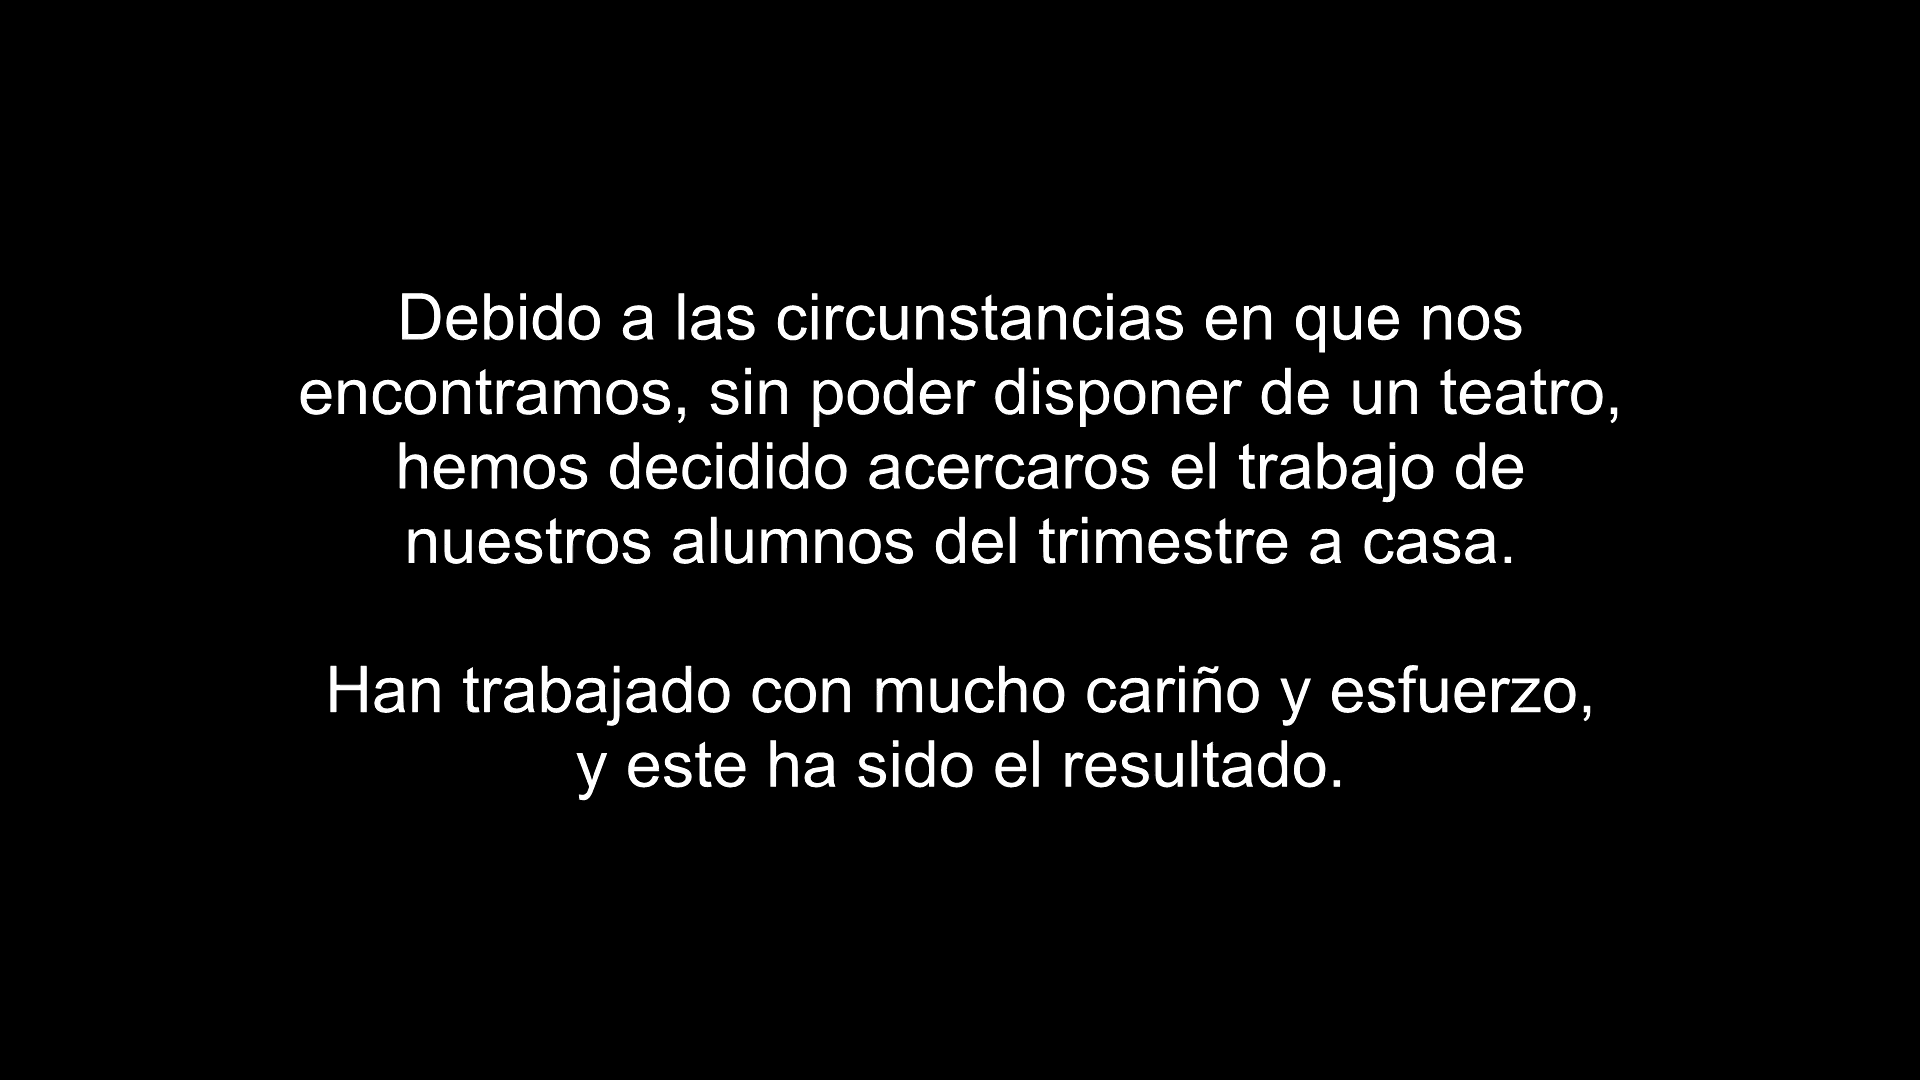 Debido a las circunstancias en que nos
encontramos, sin poder disponer de un teatro,
hemos decidido acercaros el trabajo de
nuestros alumnos del trimestre a casa.
Han trabajado con mucho cariño y esfuerzo,
y este ha sido el resultado.